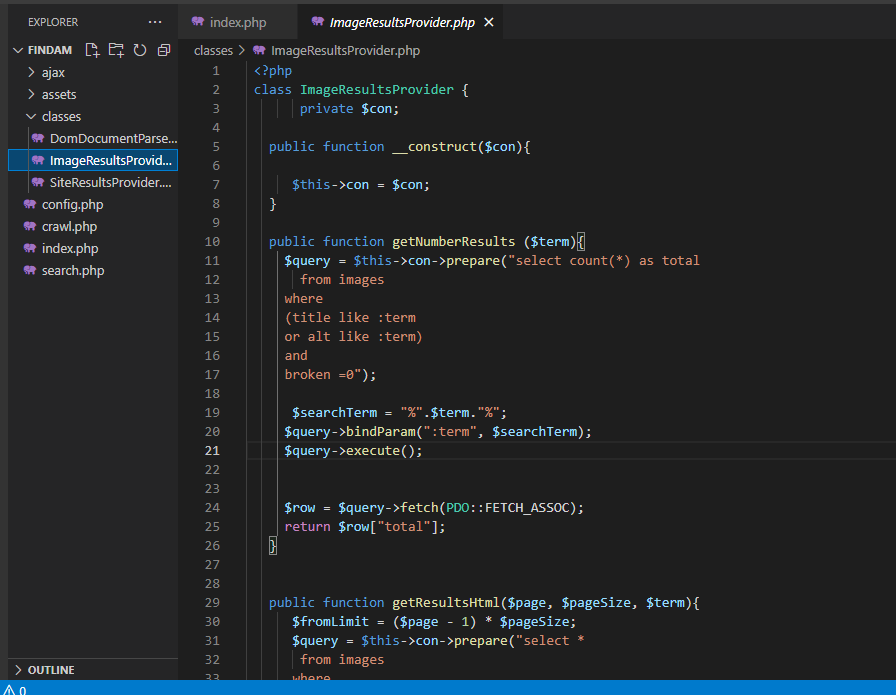 EXPLORER ...
index.php
ImageResultsProvider.php
FINDAM
ajax
assets
classes
DomDocumentParse...
ImageResultsProvid...
SiteResultsProvider....
config.php
crawl.php
index.php
search.php
OUTLINE
0
classes > ImageResultsProvider.php
1 <?php
2 class ImageResultsProvider {
3 private $con;
4
5 public function __construct($con){
6
7 $this->con = $con;
8 }
9
10 public function getNumberResults ($term){
11 $query = $this->con->prepare("select count(*) as total
12 from images
13 where
14 (title like :term
15 or alt like :term)
16 and
17 broken =0");
18
19 $searchTerm = "%".$term."%";
20 $query->bindParam(":term", $searchTerm);
21 $query->execute();
22
23
24 $row = $query->fetch(PDO::FETCH_ASSOC);
25 return $row["total"];
26 }
27
28
29 public function getResultsHtml($page, $pageSize, $term){
30 $fromLimit = ($page - 1) * $pageSize;
31 $query = $this->con->prepare("select *
32 from images
33 where